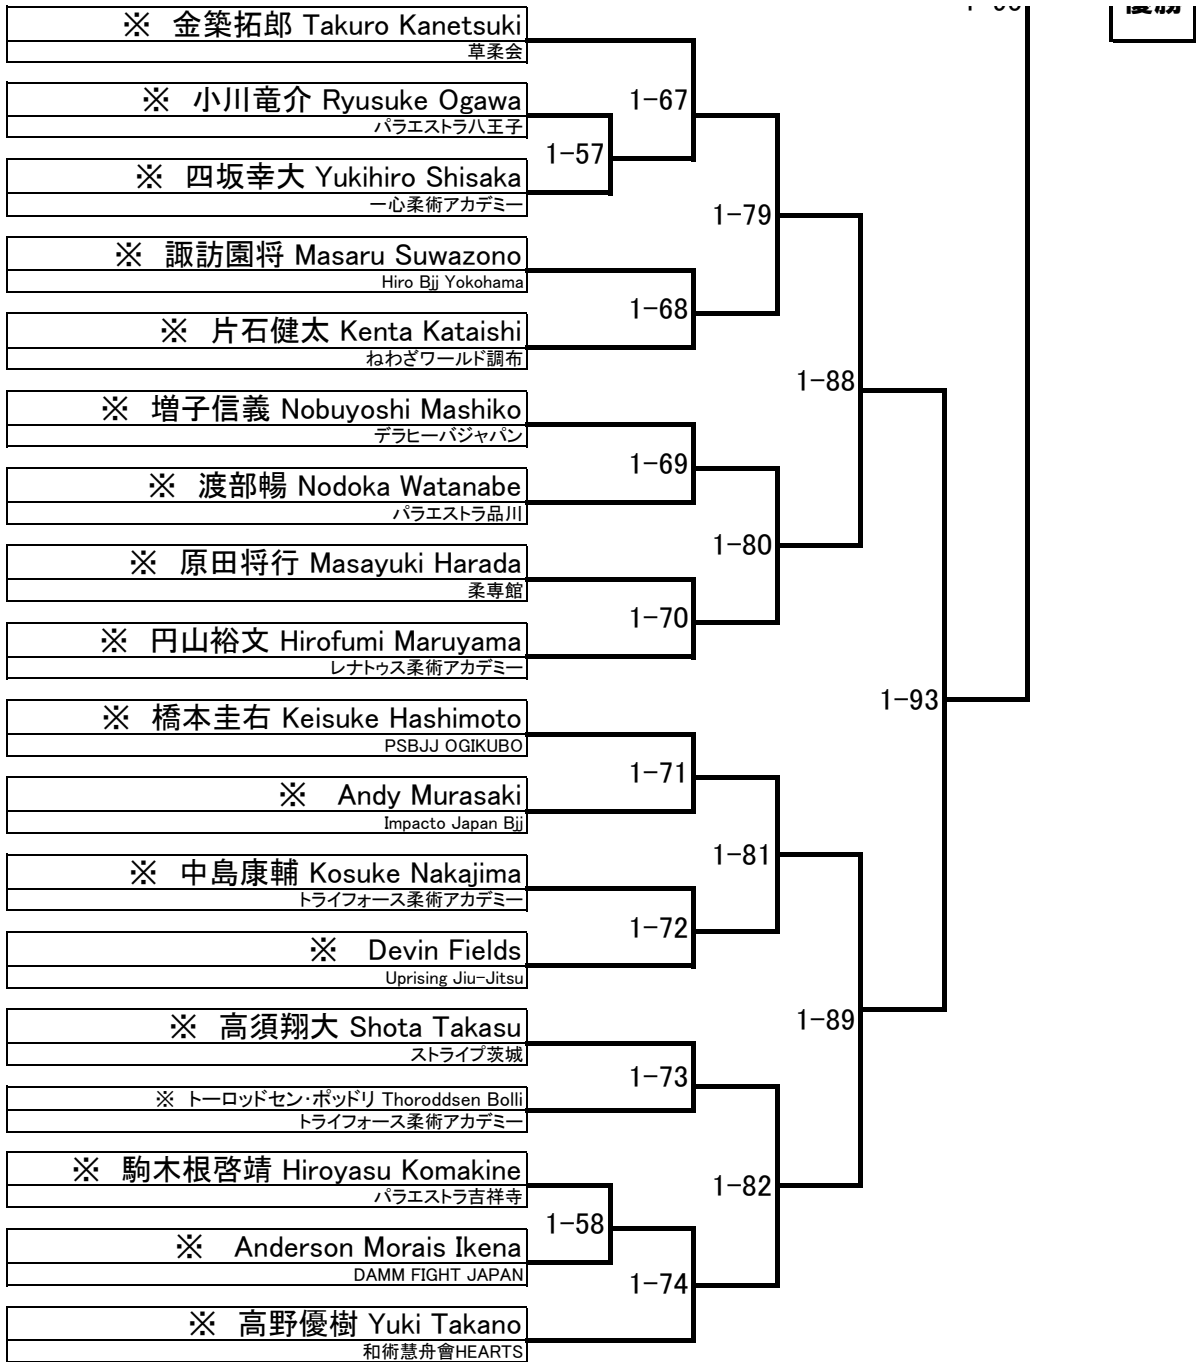 ※　金築拓郎 Takuro Kanetsuki
草柔会
※　小川竜介 Ryusuke Ogawa
パラエストラ八王子
※　四坂幸大 Yukihiro Shisaka
一心柔術アカデミー
※　諏訪園将 Masaru Suwazono
Hiro Bjj Yokohama
※　片石健太 Kenta Kataishi
ねわざワールド調布
※　増子信義 Nobuyoshi Mashiko
デラヒーバジャパン
※　渡部暢 Nodoka Watanabe
パラエストラ品川
※　原田将行 Masayuki Harada
柔専館
※　円山裕文 Hirofumi Maruyama
レナトゥス柔術アカデミー
※　橋本圭右 Keisuke Hashimoto
PSBJJ OGIKUBO
※　Andy Murasaki
Impacto Japan Bjj
※　中島康輔 Kosuke Nakajima
トライフォース柔術アカデミー
※　Devin Fields
Uprising Jiu-Jitsu
※　高須翔大 Shota Takasu
ストライプ茨城
※　トーロッドセン・ポッドリ Thoroddsen Bolli
トライフォース柔術アカデミー
※　駒木根啓靖 Hiroyasu Komakine
パラエストラ吉祥寺
※　Anderson Morais Ikena
DAMM FIGHT JAPAN
※　高野優樹 Yuki Takano
和術慧舟會HEARTS
1-57
1-58
1-67
1-68
1-69
1-70
1-71
1-72
1-73
1-74
1-79
1-80
1-81
1-82
1-88
1-89
1-93